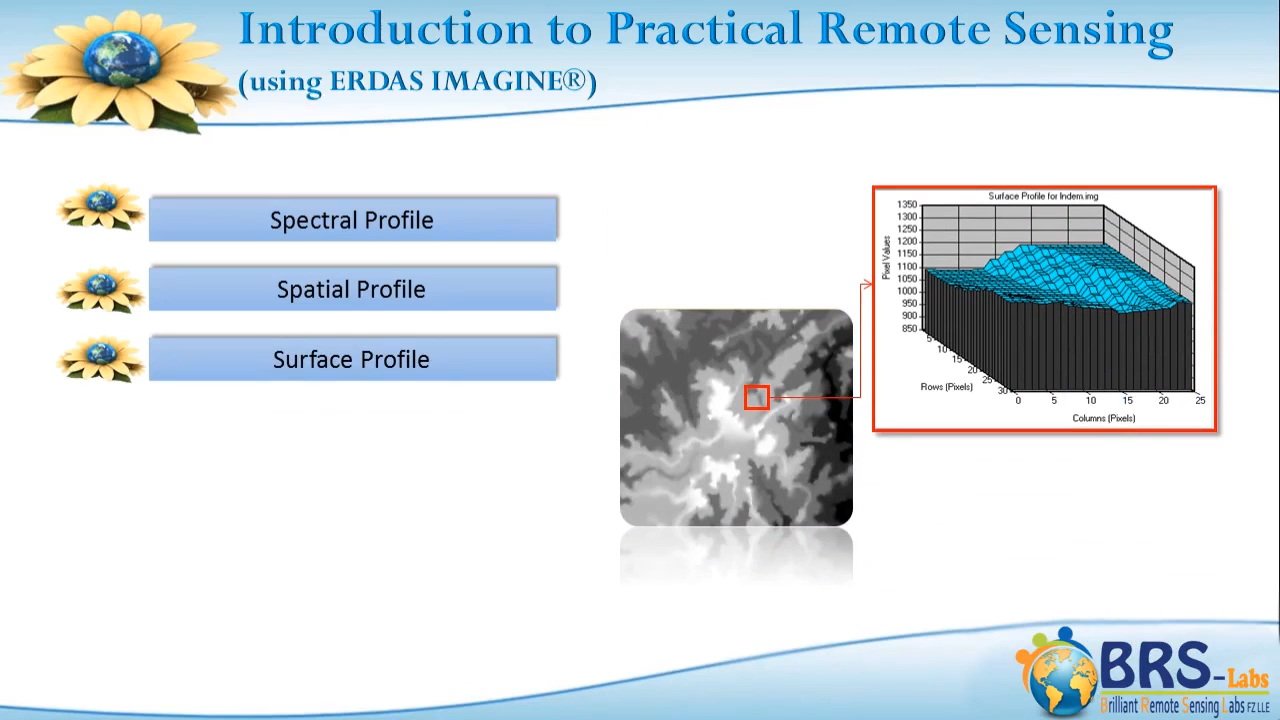 Introduction to Practical Remote Sensing
(using ERDAS IMAGINE®)
Spectral Profile
Spatial Profile
Surface Profile
Surface Profile for lndem.img
Pixel Values
1350
1300
1250
1200
1150
1100
1050
1000
950
900
850
5
10
15
20
25
30
Rows (Pixels)
0 5 10 15 20 25
Columns (Pixels)
BRS-Labs
Brilliant Remote Sensing Labs FZ LLE